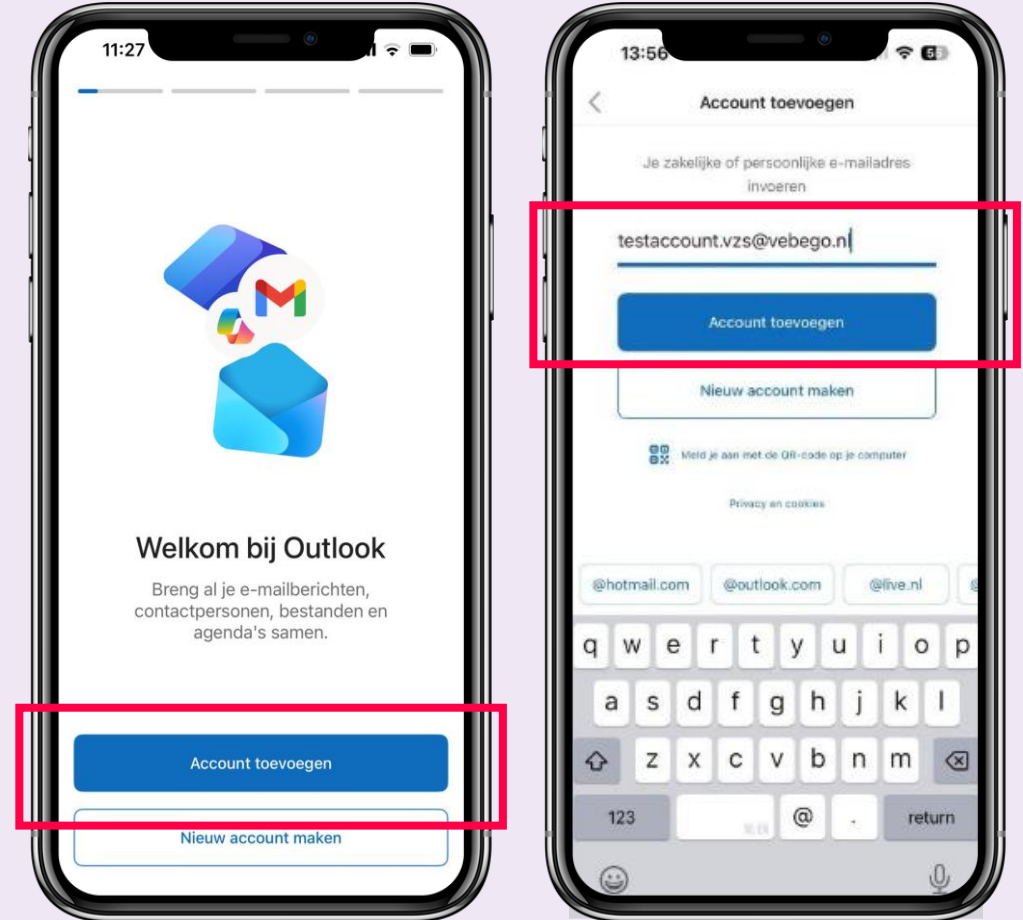 11:27
Welkom bij Outlook
Breng al je e-mailberichten,
contactpersonen, bestanden en
agenda's samen.
Account toevoegen
Nieuw account maken
13:56
Account toevoegen
Je zakelijke of persoonlijke e-mailadres
invoeren
testaccount.vzs@vebego.nl
Account toevoegen
Nieuw account maken
Meld je aan met de QR-code op je computer
Privacy en cookies
@hotmail.com @outlook.com @live.nl
q w e r t y u i o p
a s d f g h j k l
z x c v b n m
123 @ . return